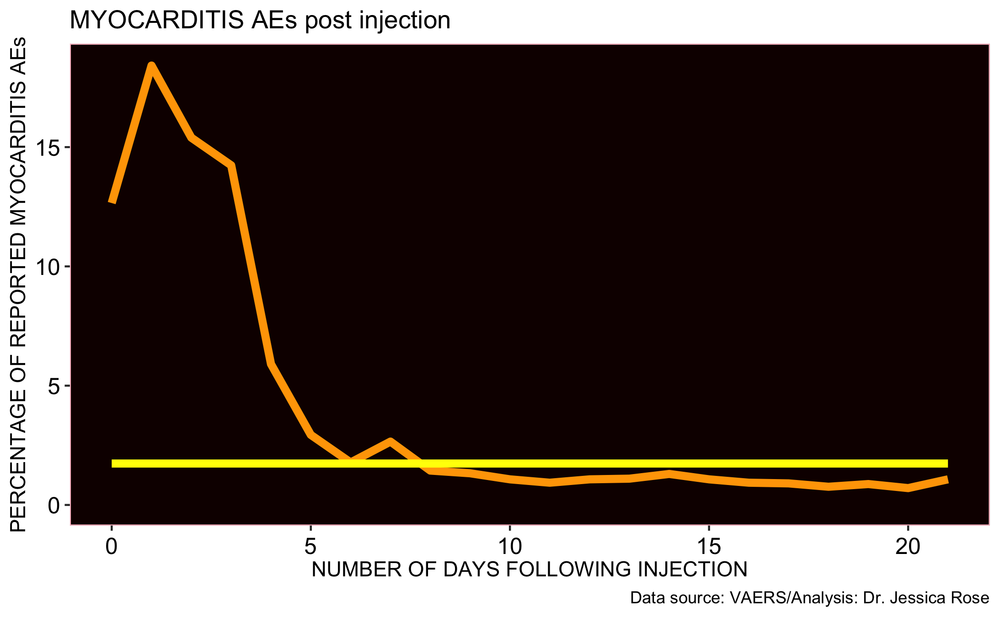 MYOCARDITIS AEs post injection
PERCENTAGE OF REPORTED MYOCARDITIS AEs
15
10
5
0
0
5
10
15
20
NUMBER OF DAYS FOLLOWING INJECTION
Data source: VAERS/Analysis: Dr. Jessica Rose